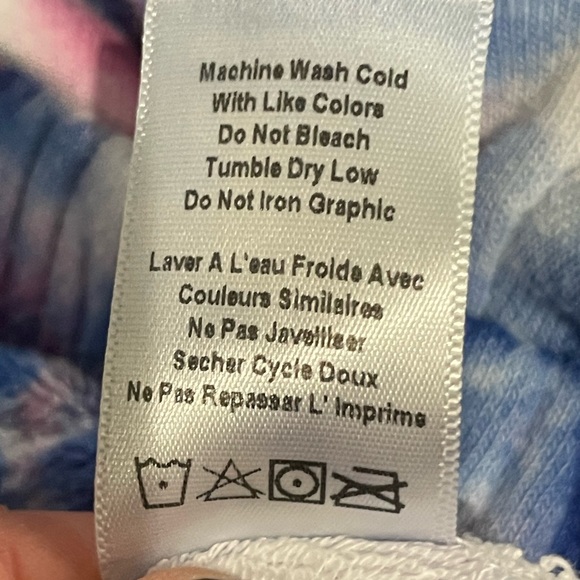 Machine Wash Cold
With Like Colors
Do Not Bleach
Tumble Dry Low
Do Not Iron Graphic
Laver A L'eau Froide Avec
Couleurs Similaires
Ne Pas Javelliser
Secher Cycle Doux
Ne Pas Repasser L' Imprime